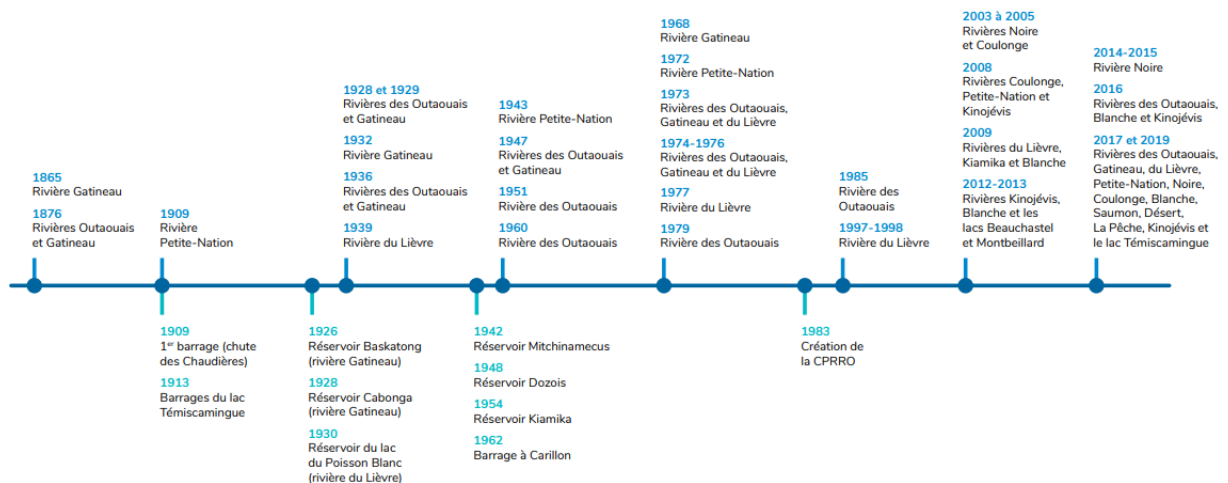 1865
Rivière Gatineau
1876
Rivières Outaouais
et Gatineau
1909
Rivière
Petite-Nation
1928 et 1929
Rivières des Outaouais
et Gatineau
1932
Rivière Gatineau
1936
Rivières des Outaouais
et Gatineau
1939
Rivière du Lièvre
1943
Rivière Petite-Nation
1947
Rivières des Outaouais
et Gatineau
1951
Rivière des Outaouais
1960
Rivière des Outaouais
1968
Rivière Gatineau
1972
Rivière Petite-Nation
1973
Rivières des Outaouais,
Gatineau et du Lièvre
1974-1976
Rivières des Outaouais,
Gatineau et du Lièvre
1977
Rivière du Lièvre
1979
Rivière des Outaouais
1985
Rivière des
Outaouais
1997-1998
Rivière du Lièvre
2003 à 2005
Rivières Noire
et Coulonge
2008
Rivières Coulonge,
Petite-Nation et
Kinojévis
2009
Rivières du Lièvre,
Kiamika et Blanche
2012-2013
Rivières Kinojévis,
Blanche et les
lacs Beauchastel
et Montbeillard
2014-2015
Rivière Noire
2016
Rivières des Outaouais,
Blanche et Kinojévis
2017 et 2019
Rivières des Outaouais,
Gatineau, du Lièvre,
Petite-Nation, Noire,
Coulonge, Blanche,
Saumon, Désert,
La Pêche, Kinojévis et
le lac Témiscamingue
1909
1er barrage (chute
des Chaudières)
1913
Barrages du lac
Témiscamingue
1926
Réservoir Baskatong
(rivière Gatineau)
1928
Réservoir Cabonga
(rivière Gatineau)
1930
Réservoir du lac
du Poisson Blanc
(rivière du Lièvre)
1942
Réservoir Mitchinamecus
1948
Réservoir Dozois
1954
Réservoir Kiamika
1962
Barrage à Carillon
1983
Création de
la CPRRO